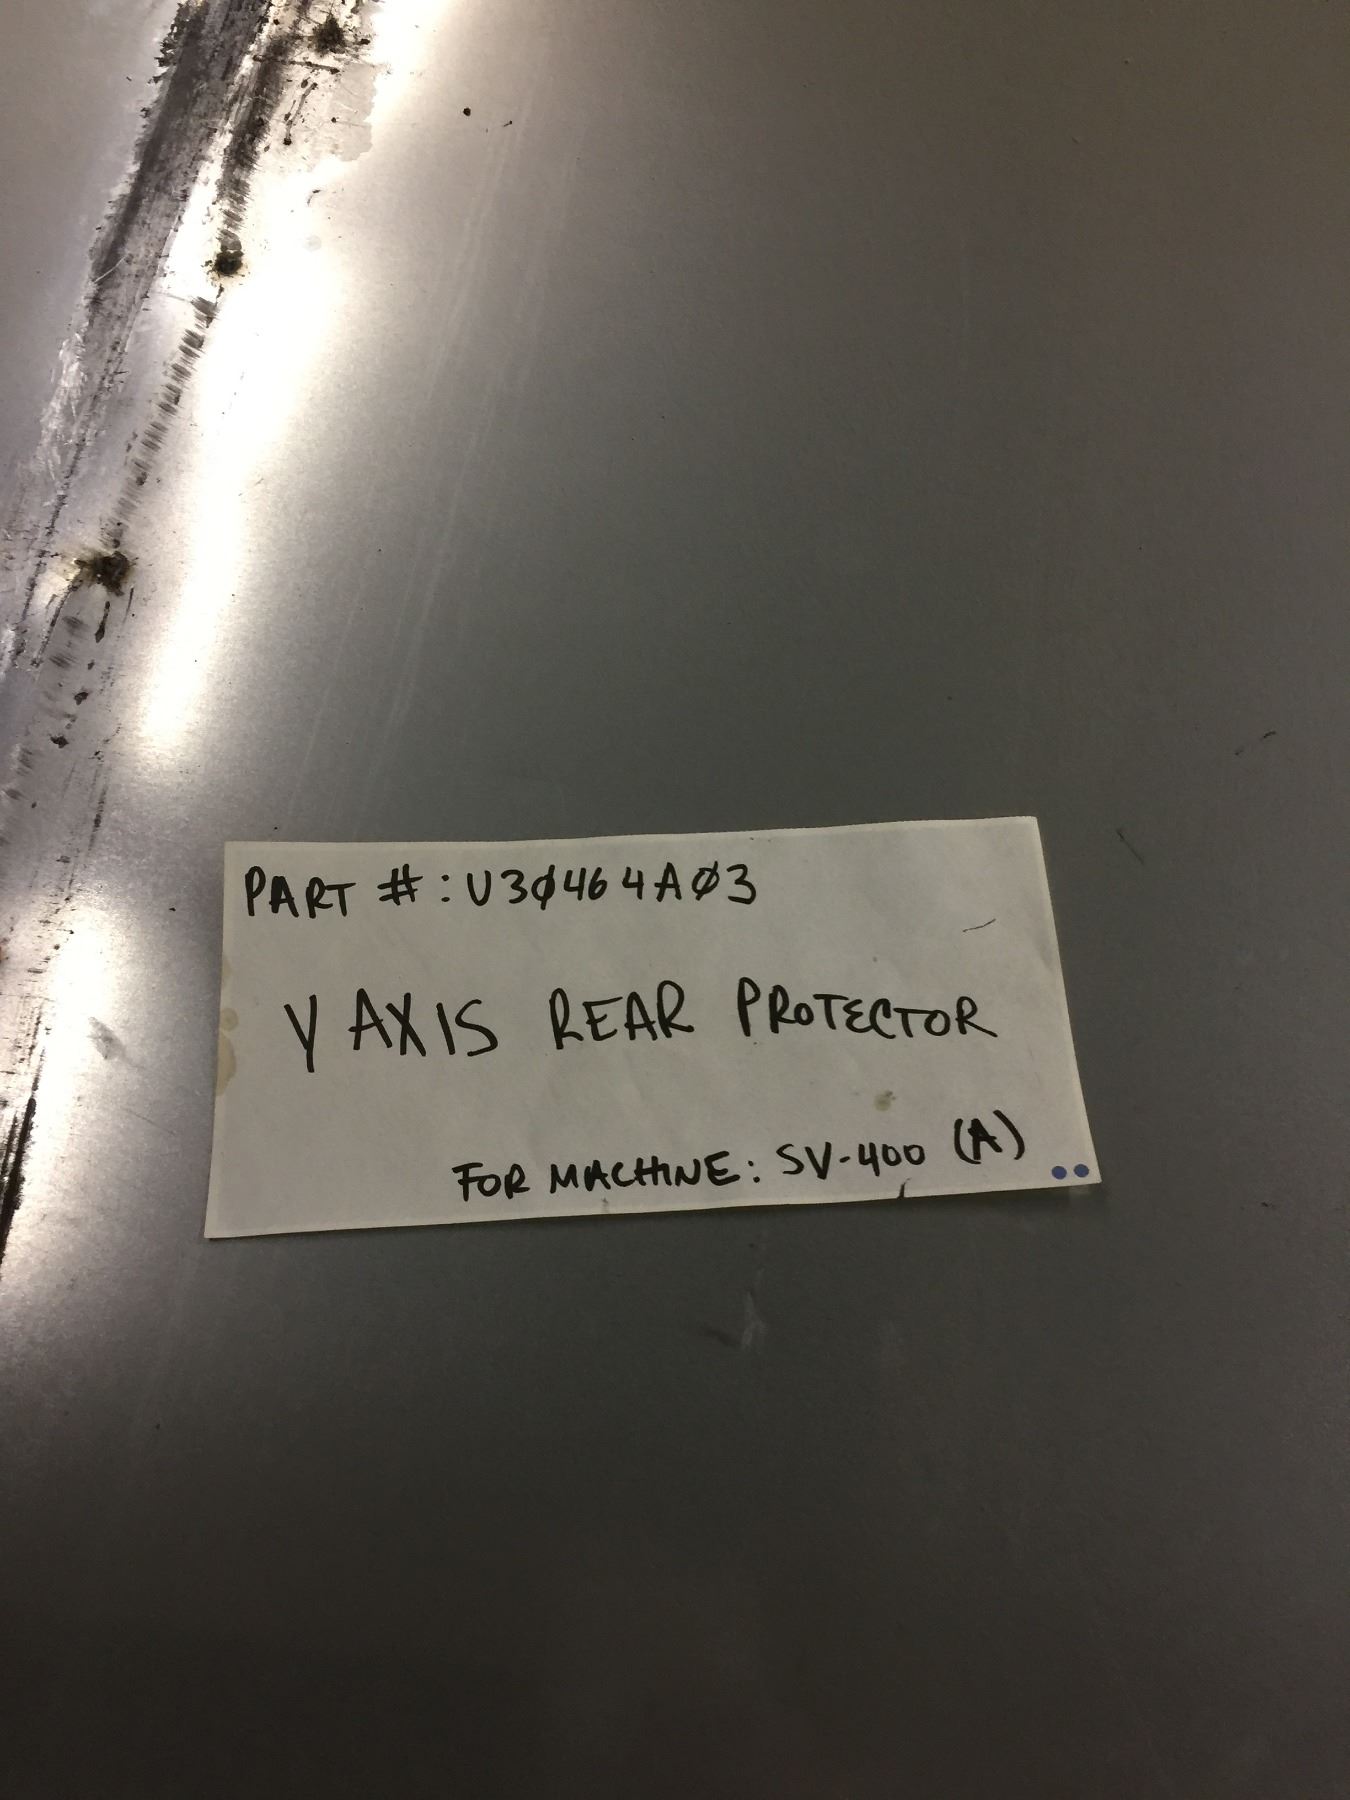 PART #: U3Ø464AØ3
Y AXIS REAR PROTECTOR
FOR MACHINE: SV-400 (A)